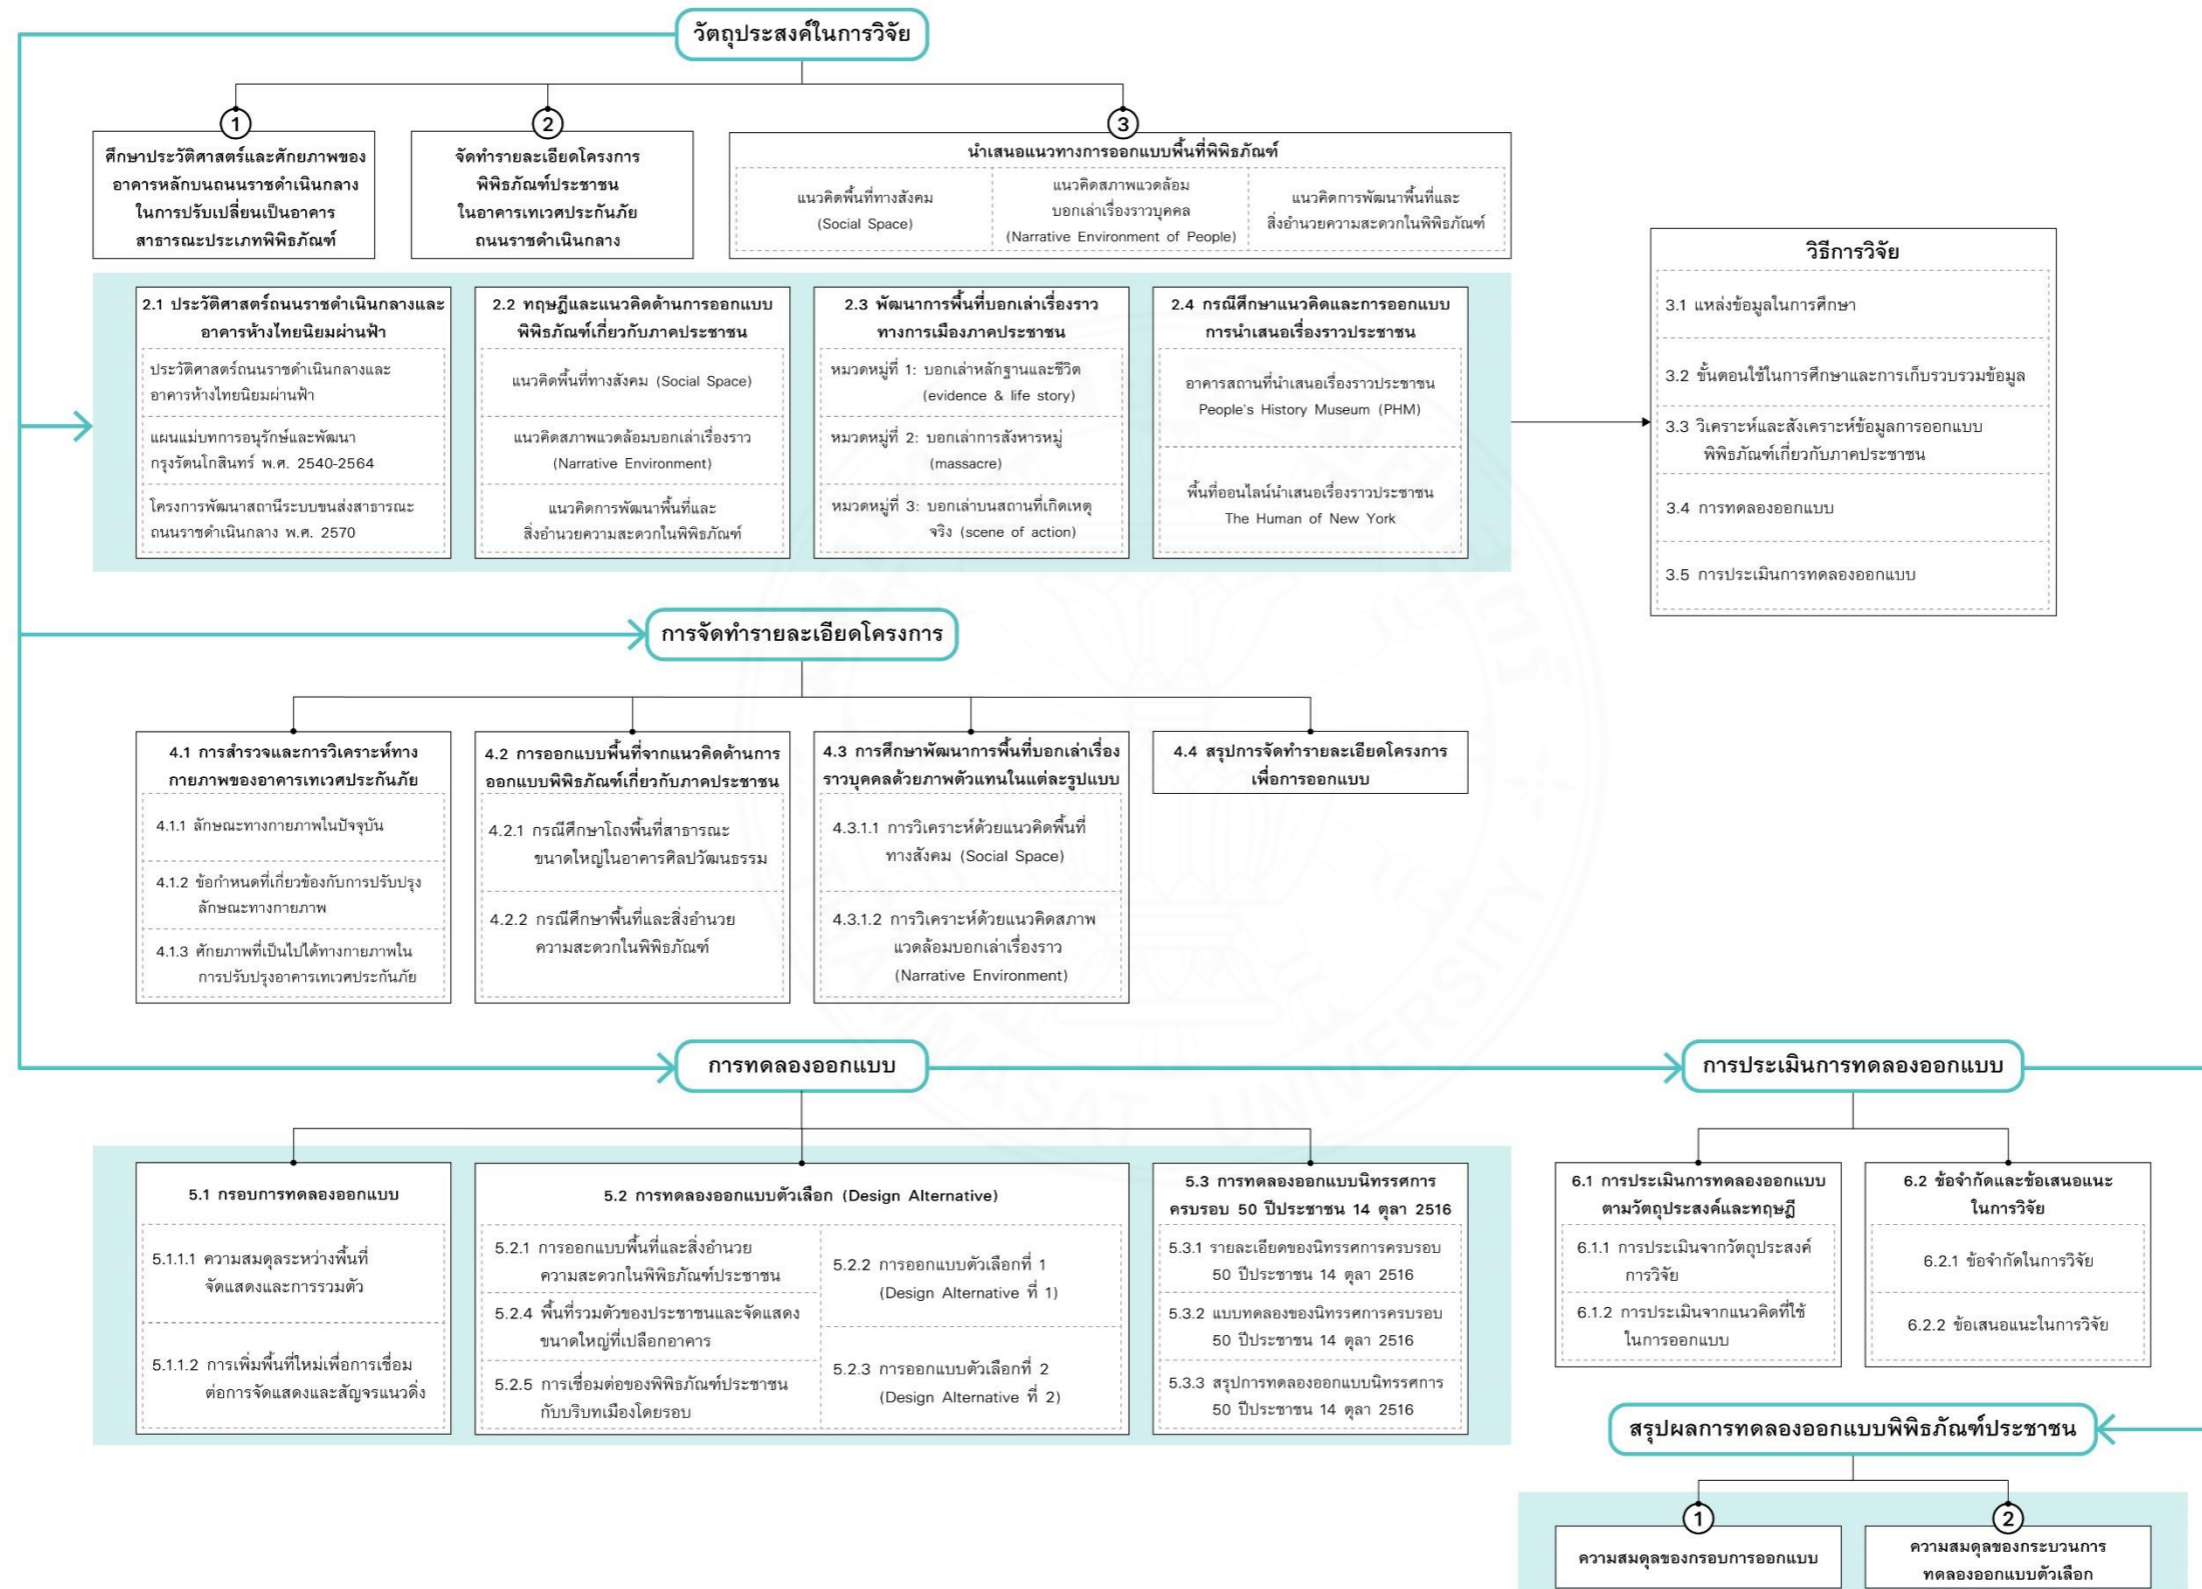 วัตถุประสงค์ในการวิจัย
1
ศึกษาประวัติศาสตร์และศักยภาพของ
อาคารหลักบนถนนราชดำเนินกลาง
ในการปรับเปลี่ยนเป็นอาคาร
สาธารณะประเภทพิพิธภัณฑ์
2
จัดทำรายละเอียดโครงการ
พิพิธภัณฑ์ประชาชน
ในอาคารเทเวศประกันภัย
ถนนราชดำเนินกลาง
3
นำเสนอแนวทางการออกแบบพื้นที่พิพิธภัณฑ์
แนวคิดพื้นที่ทางสังคม
(Social Space)
แนวคิดสภาพแวดล้อม
บอกเล่าเรื่องราวบุคคล
(Narrative Environment of People)
แนวคิดการพัฒนาพื้นที่และ
สิ่งอำนวยความสะดวกในพิพิธภัณฑ์
2.1 ประวัติศาสตร์ถนนราชดำเนินกลางและ
อาคารห้างไทยนิยมผ่านฟ้า
ประวัติศาสตร์ถนนราชดำเนินกลางและ
อาคารห้างไทยนิยมผ่านฟ้า
แผนแม่บทการอนุรักษ์และพัฒนา
กรุงรัตนโกสินทร์ พ.ศ. 2540-2564
โครงการพัฒนาสถานีระบบขนส่งสาธารณะ
ถนนราชดำเนินกลาง พ.ศ. 2570
2.2 ทฤษฎีและแนวคิดด้านการออกแบบ
พิพิธภัณฑ์เกี่ยวกับภาคประชาชน
แนวคิดพื้นที่ทางสังคม (Social Space)
แนวคิดสภาพแวดล้อมบอกเล่าเรื่องราว
(Narrative Environment)
แนวคิดการพัฒนาพื้นที่และ
สิ่งอำนวยความสะดวกในพิพิธภัณฑ์
2.3 พัฒนาการพื้นที่บอกเล่าเรื่องราว
ทางการเมืองภาคประชาชน
หมวดหมู่ที่ 1: บอกเล่าหลักฐานและชีวิต
(evidence & life story)
หมวดหมู่ที่ 2: บอกเล่าการสังหารหมู่
(massacre)
หมวดหมู่ที่ 3: บอกเล่าบนสถานที่เกิดเหตุ
จริง (scene of action)
2.4 กรณีศึกษาแนวคิดและการออกแบบ
การนำเสนอเรื่องราวประชาชน
อาคารสถานที่นำเสนอเรื่องราวประชาชน
People's History Museum (PHM)
พื้นที่ออนไลน์นำเสนอเรื่องราวประชาชน
The Human of New York
วิธีการวิจัย
3.1 แหล่งข้อมูลในการศึกษา
3.2 ขั้นตอนใช้ในการศึกษาและการเก็บรวบรวมข้อมูล
3.3 วิเคราะห์และสังเคราะห์ข้อมูลการออกแบบ
พิพิธภัณฑ์เกี่ยวกับภาคประชาชน
3.4 การทดลองออกแบบ
3.5 การประเมินการทดลองออกแบบ
การจัดทำรายละเอียดโครงการ
4.1 การสำรวจและการวิเคราะห์ทาง
กายภาพของอาคารเทเวศประกันภัย
4.1.1 ลักษณะทางกายภาพในปัจจุบัน
4.1.2 ข้อกำหนดที่เกี่ยวข้องกับการปรับปรุง
ลักษณะทางกายภาพ
4.1.3 ศักยภาพที่เป็นไปได้ทางกายภาพใน
การปรับปรุงอาคารเทเวศประกันภัย
4.2 การออกแบบพื้นที่จากแนวคิดด้านการ
ออกแบบพิพิธภัณฑ์เกี่ยวกับภาคประชาชน
4.2.1 กรณีศึกษาโถงพื้นที่สาธารณะ
ขนาดใหญ่ในอาคารศิลปวัฒนธรรม
4.2.2 กรณีศึกษาพื้นที่และสิ่งอำนวย
ความสะดวกในพิพิธภัณฑ์
4.3 การศึกษาพัฒนาการพื้นที่บอกเล่าเรื่อง
ราวบุคคลด้วยภาพตัวแทนในแต่ละรูปแบบ
4.3.1.1 การวิเคราะห์ด้วยแนวคิดพื้นที่
ทางสังคม (Social Space)
4.3.1.2 การวิเคราะห์ด้วยแนวคิดสภาพ
แวดล้อมบอกเล่าเรื่องราว
(Narrative Environment)
4.4 สรุปการจัดทำรายละเอียดโครงการ
เพื่อการออกแบบ
THAMMASAT UNIVERSITY
การทดลองออกแบบ
5.1 กรอบการทดลองออกแบบ
5.1.1.1 ความสมดุลระหว่างพื้นที่
จัดแสดงและการรวมตัว
5.1.1.2 การเพิ่มพื้นที่ใหม่เพื่อการเชื่อม
ต่อการจัดแสดงและสัญจรแนวดิ่ง
5.2 การทดลองออกแบบตัวเลือก (Design Alternative)
5.2.1 การออกแบบพื้นที่และสิ่งอำนวย
ความสะดวกในพิพิธภัณฑ์ประชาชน
5.2.4 พื้นที่รวมตัวของประชาชนและจัดแสดง
ขนาดใหญ่ที่เปลือกอาคาร
5.2.5 การเชื่อมต่อของพิพิธภัณฑ์ประชาชน
กับบริบทเมืองโดยรอบ
5.2.2 การออกแบบตัวเลือกที่ 1
(Design Alternative ที่ 1)
5.2.3 การออกแบบตัวเลือกที่ 2
(Design Alternative ที่ 2)
5.3 การทดลองออกแบบนิทรรศการ
ครบรอบ 50 ปีประชาชน 14 ตุลา 2516
5.3.1 รายละเอียดของนิทรรศการครบรอบ
50 ปีประชาชน 14 ตุลา 2516
5.3.2 แบบทดลองของนิทรรศการครบรอบ
50 ปีประชาชน 14 ตุลา 2516
5.3.3 สรุปการทดลองออกแบบนิทรรศการ
50 ปีประชาชน 14 ตุลา 2516
การประเมินการทดลองออกแบบ
6.1 การประเมินการทดลองออกแบบ
ตามวัตถุประสงค์และทฤษฎี
6.1.1 การประเมินจากวัตถุประสงค์
การวิจัย
6.1.2 การประเมินจากแนวคิดที่ใช้
ในการออกแบบ
6.2 ข้อจำกัดและข้อเสนอแนะ
ในการวิจัย
6.2.1 ข้อจำกัดในการวิจัย
6.2.2 ข้อเสนอแนะในการวิจัย
สรุปผลการทดลองออกแบบพิพิธภัณฑ์ประชาชน
1
ความสมดุลของกรอบการออกแบบ
2
ความสมดุลของกระบวนการ
ทดลองออกแบบตัวเลือก